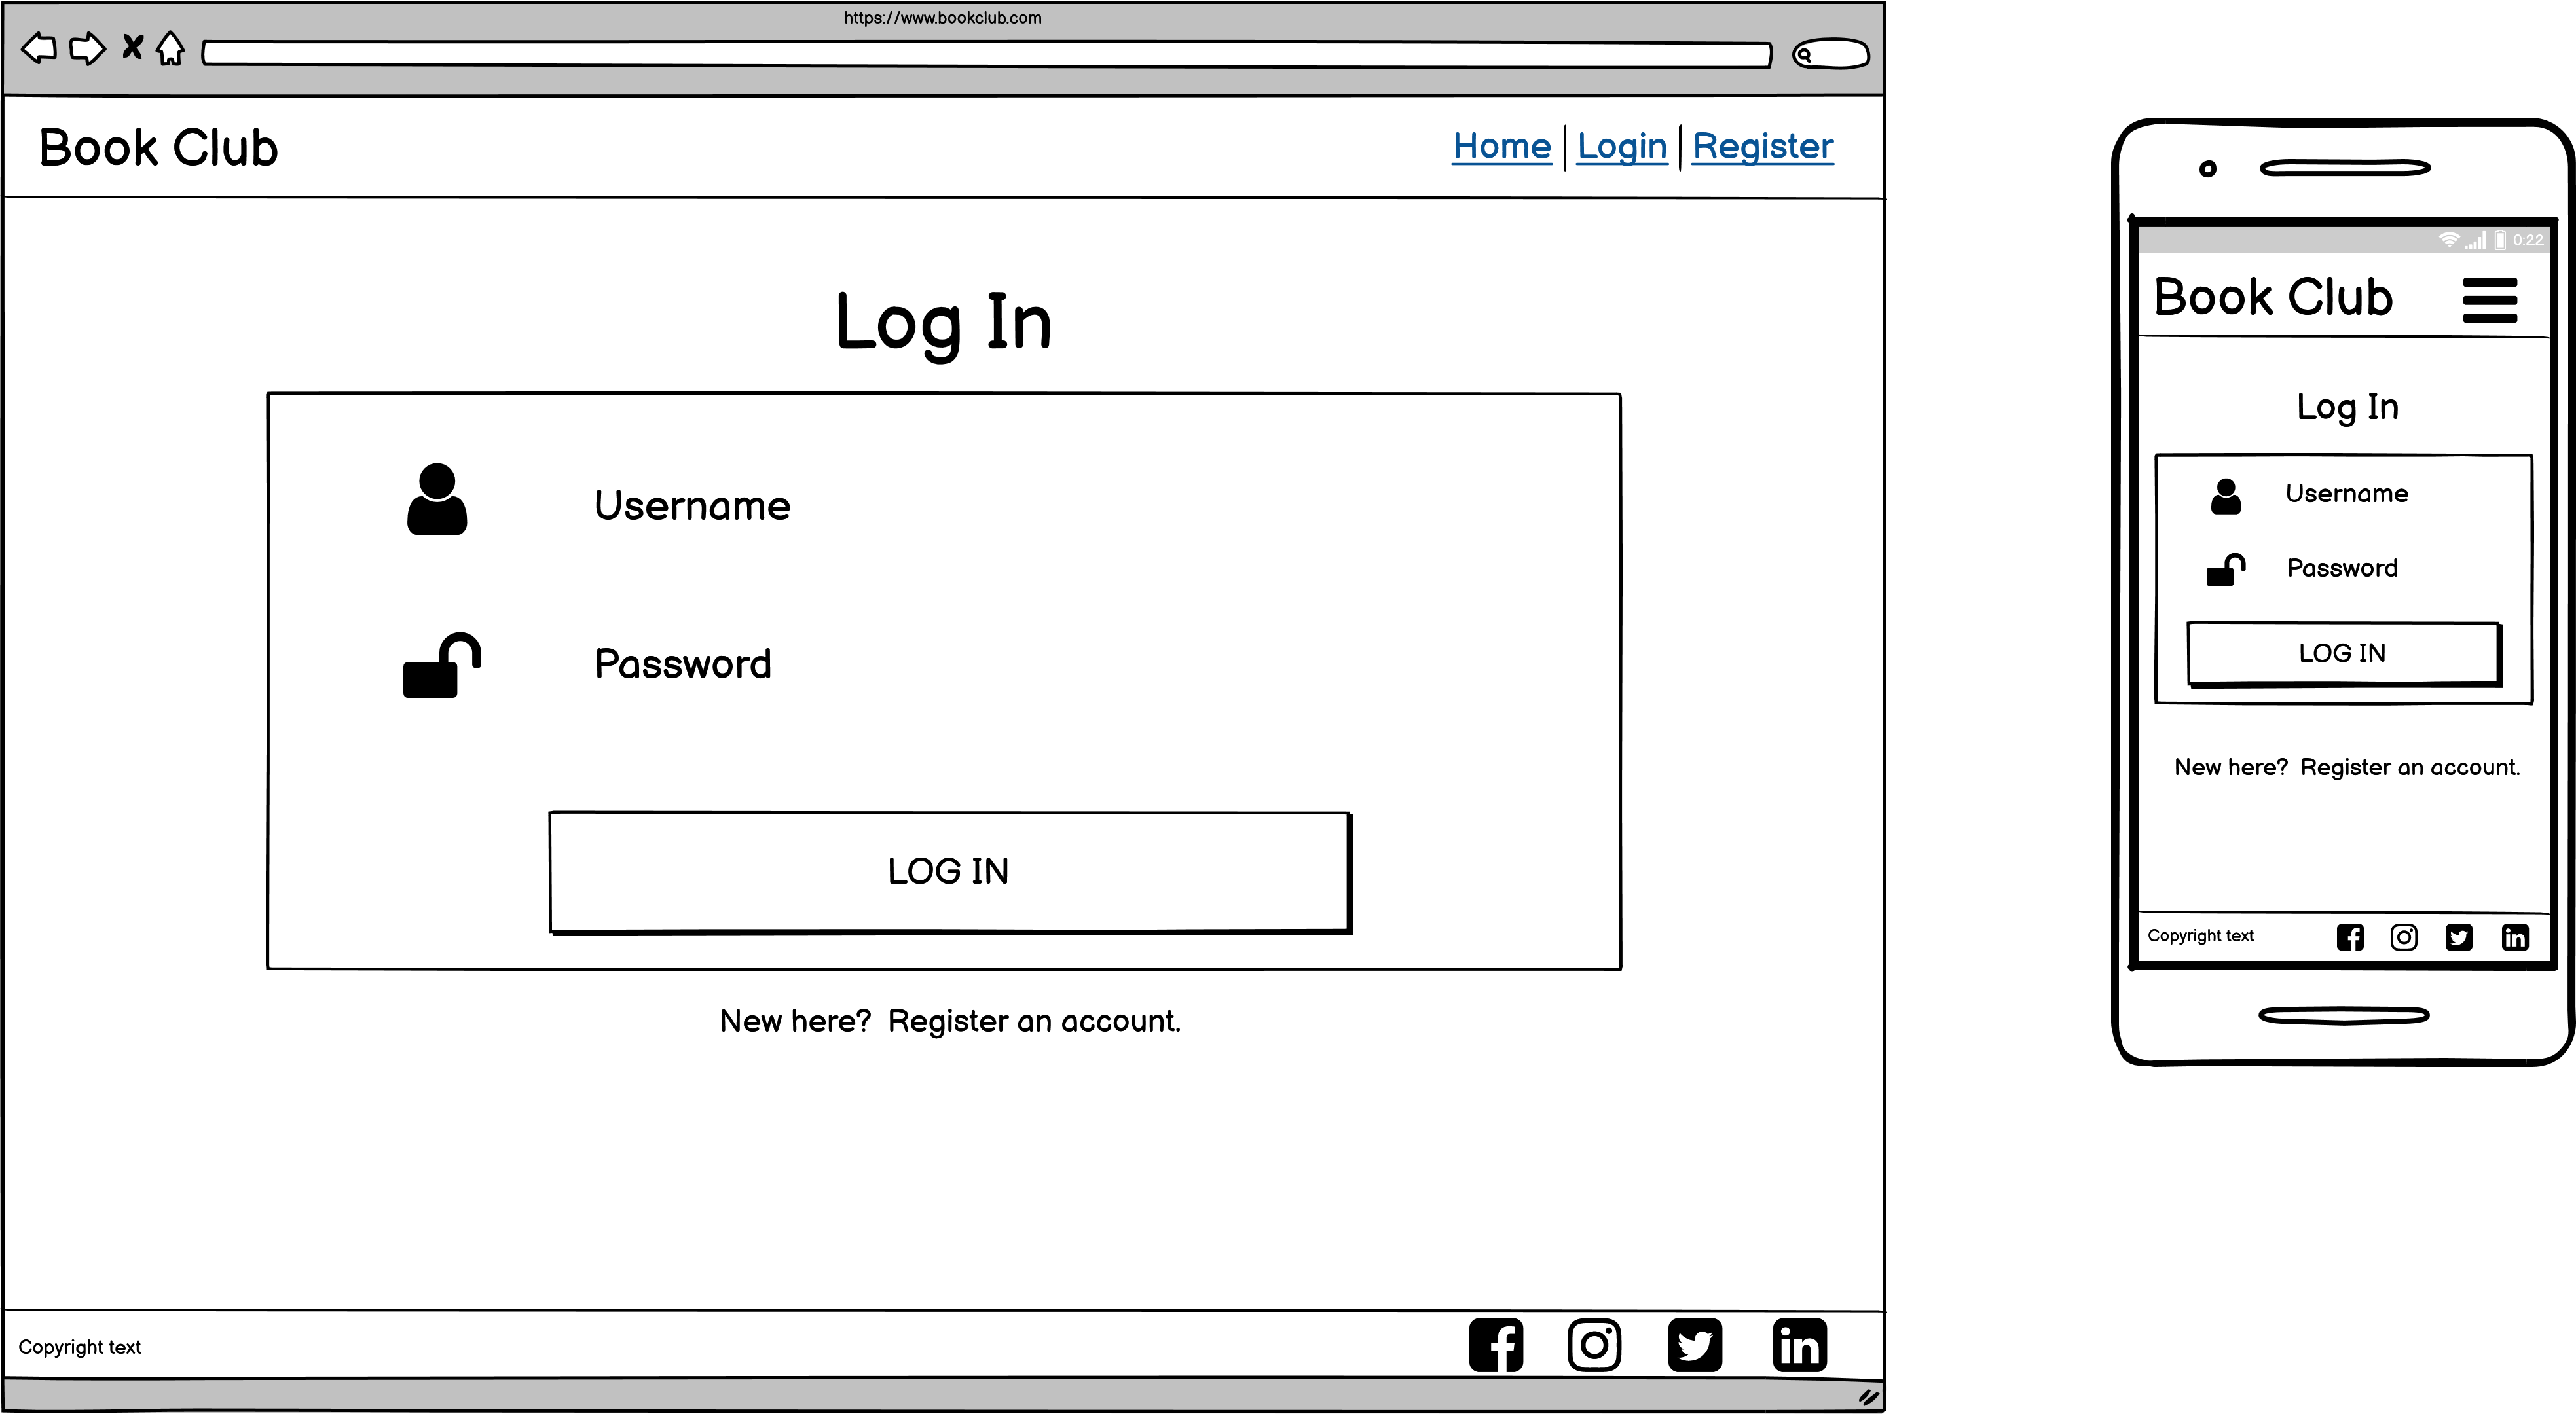 https://www.bookclub.com
Book Club
Home | Login | Register
Log In
Username
Password
LOG IN
New here? Register an account.
Copyright text
0:22
Book Club
Log In
Username
Password
LOG IN
New here? Register an account.
Copyright text